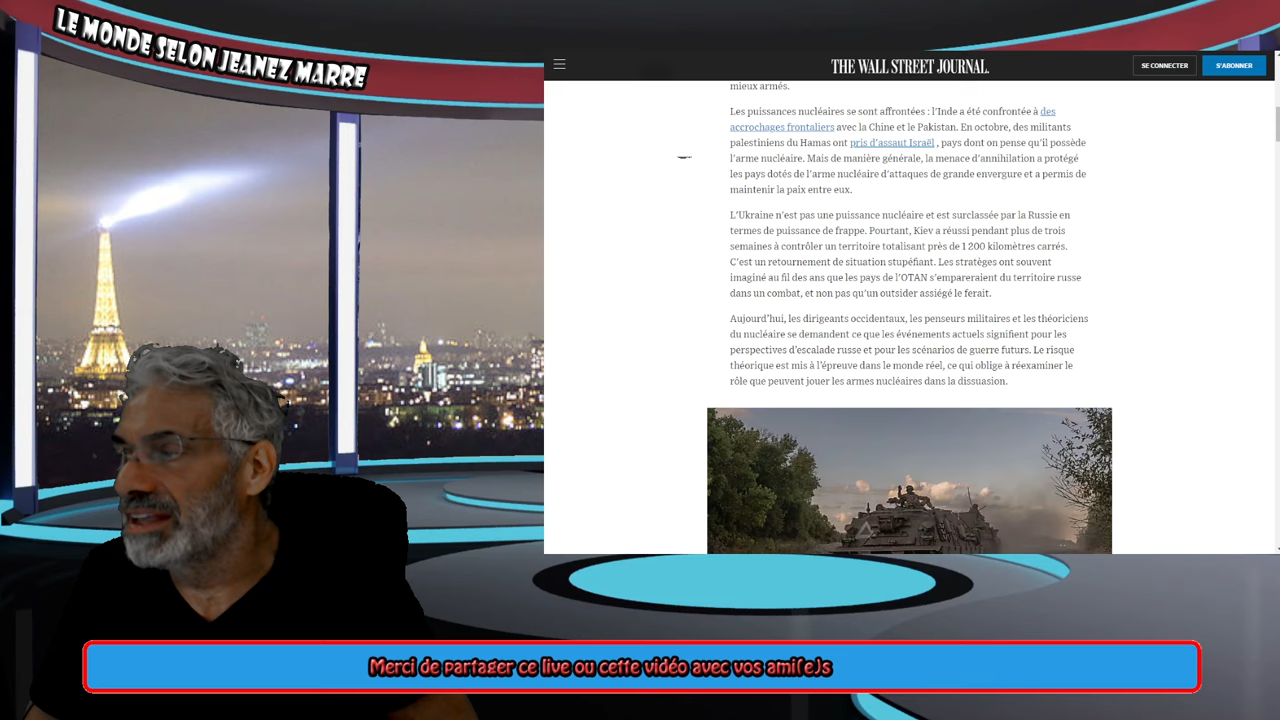 LE MONDE SELON JEANEZ MARRE
THE WALL STREET JOURNAL.
SE CONNECTER
S'ABONNER
mieux armés.
Les puissances nucléaires se sont affrontées : l'Inde a été confrontée à des
accrochages frontaliers avec la Chine et le Pakistan. En octobre, des militants
palestiniens du Hamas ont pris d'assaut Israël , pays dont on pense qu'il possède
l'arme nucléaire. Mais de manière générale, la menace d'annihilation a protégé
les pays dotés de l'arme nucléaire d'attaques de grande envergure et a permis de
maintenir la paix entre eux.
L'Ukraine n'est pas une puissance nucléaire et est surclassée par la Russie en
termes de puissance de frappe. Pourtant, Kiev a réussi pendant plus de trois
semaines à contrôler un territoire totalisant près de 1 200 kilomètres carrés.
C'est un retournement de situation stupéfiant. Les stratèges ont souvent
imaginé au fil des ans que les pays de l'OTAN s'empareraient du territoire russe
dans un combat, et non pas qu'un outsider assiégé le ferait.
Aujourd'hui, les dirigeants occidentaux, les penseurs militaires et les théoriciens
du nucléaire se demandent ce que les événements actuels signifient pour les
perspectives d'escalade russe et pour les scénarios de guerre futurs. Le risque
théorique est mis à l'épreuve dans le monde réel, ce qui oblige à réexaminer le
rôle que peuvent jouer les armes nucléaires dans la dissuasion.
Merci de partager ce live ou cette vidéo avec vos ami(e)s